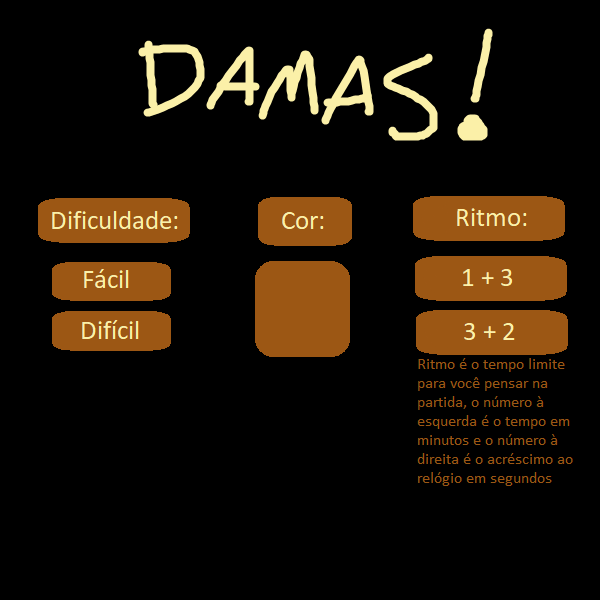 DAMAS!
Dificuldade:
Fácil
Difícil
Cor:
Ritmo:
1 + 3
3 + 2
Ritmo é o tempo limite
para você pensar na
partida, o número à
esquerda é o tempo em
minutos e o número à
direita é o acréscimo ao
relógio em segundos